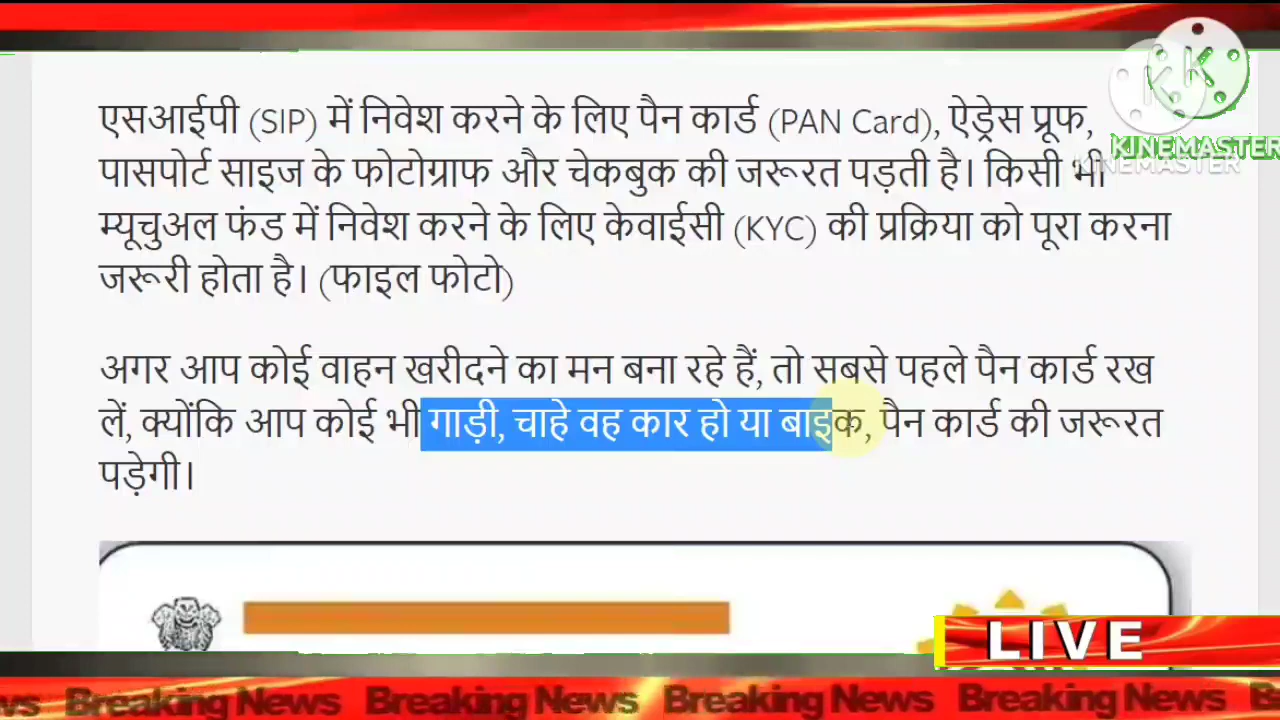 KINEMASTER
KINEMASTER
एसआईपी (SIP) में निवेश करने के लिए पैन कार्ड (PAN Card), ऐड्रेस प्रूफ,
पासपोर्ट साइज के फोटोग्राफ और चेकबुक की जरूरत पड़ती है। किसी भी
म्यूचुअल फंड में निवेश करने के लिए केवाईसी (KYC) की प्रक्रिया को पूरा करना
जरूरी होता है। (फाइल फोटो)
अगर आप कोई वाहन खरीदने का मन बना रहे हैं, तो सबसे पहले पैन कार्ड रख
लें, क्योंकि आप कोई भी गाड़ी, चाहे वह कार हो या बाइक, पैन कार्ड की जरूरत
पड़ेगी।
LIVE
ws Breaking News Breaking News Breaking News Breaking News